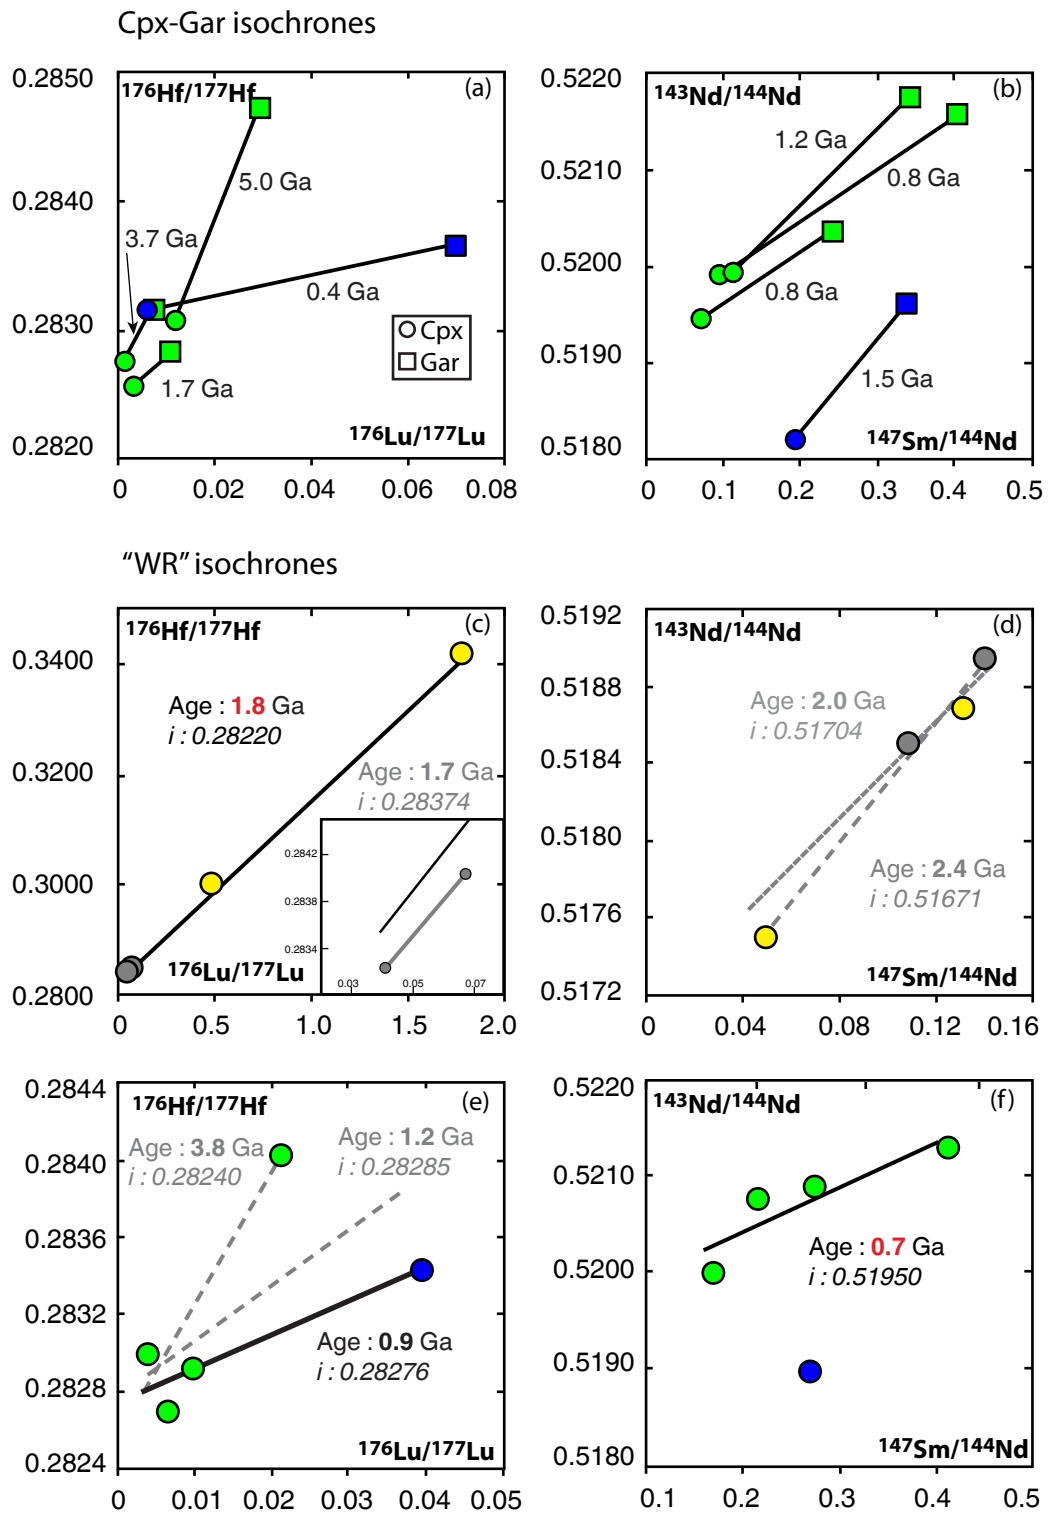 Cpx-Gar isochrones
0.2850
176Hf/177Hf
(a)
5.0 Ga
0.2840
3.7 Ga
0.4 Ga
0.2830
Cpx
Gar
1.7 Ga
176Lu/177Lu
0.2820
0 0.02 0.04 0.06 0.08
0.5220
143Nd/144Nd
(b)
1.2 Ga
0.5210
0.8 Ga
0.5200
0.8 Ga
0.5190
1.5 Ga
0.5180
147Sm/144Nd
0 0.1 0.2 0.3 0.4 0.5
“WR” isochrones
176Hf/177Hf
(c)
0.3400
Age : 1.8 Ga
i : 0.28220
0.3200
Age : 1.7 Ga
i : 0.28374
0.3000
0.2842
0.2838
0.2834
0.03 0.05 0.07
176Lu/177Lu
0.2800
0 0.5 1.0 1.5 2.0
0.5192
143Nd/144Nd
(d)
0.5188
Age : 2.0 Ga
i : 0.51704
0.5184
0.5180
Age : 2.4 Ga
i : 0.51671
0.5176
147Sm/144Nd
0.5172
0 0.04 0.08 0.12 0.16
0.2844
176Hf/177Hf
(e)
Age : 3.8 Ga
i : 0.28240
Age : 1.2 Ga
i : 0.28285
0.2840
0.2836
0.2832
Age : 0.9 Ga
i : 0.28276
0.2828
176Lu/177Lu
0.2824
0 0.01 0.02 0.03 0.04 0.05
0.5220
143Nd/144Nd
(f)
0.5210
Age : 0.7 Ga
i : 0.51950
0.5200
0.5190
147Sm/144Nd
0.5180
0.1 0.2 0.3 0.4 0.5